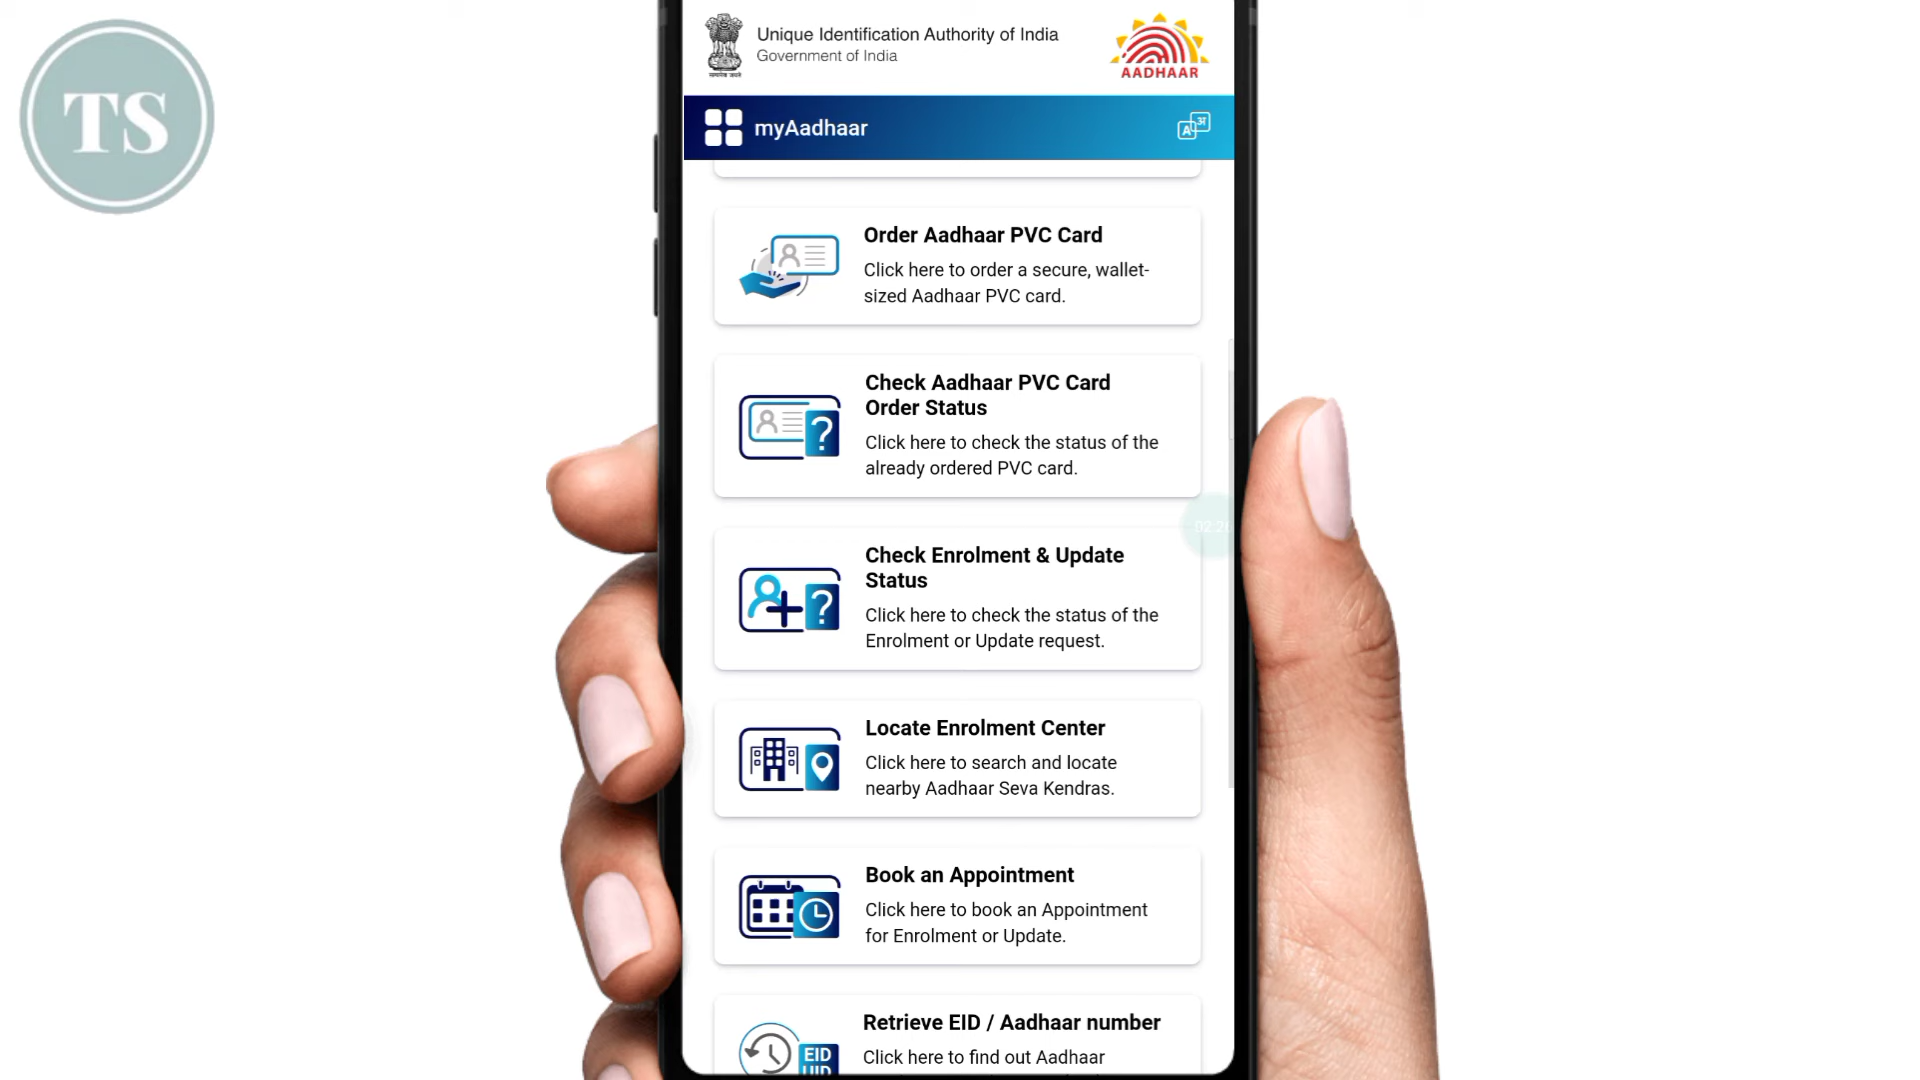 TS
Unique Identification Authority of India
Government of India
सत्यमेव जयते
AADHAAR
myAadhaar
A अ
Order Aadhaar PVC Card
Click here to order a secure, wallet-
sized Aadhaar PVC card.
Check Aadhaar PVC Card
Order Status
Click here to check the status of the
already ordered PVC card.
02:26
Check Enrolment & Update
Status
Click here to check the status of the
Enrolment or Update request.
Locate Enrolment Center
Click here to search and locate
nearby Aadhaar Seva Kendras.
Book an Appointment
Click here to book an Appointment
for Enrolment or Update.
Retrieve EID / Aadhaar number
EID
UID
Click here to find out Aadhaar